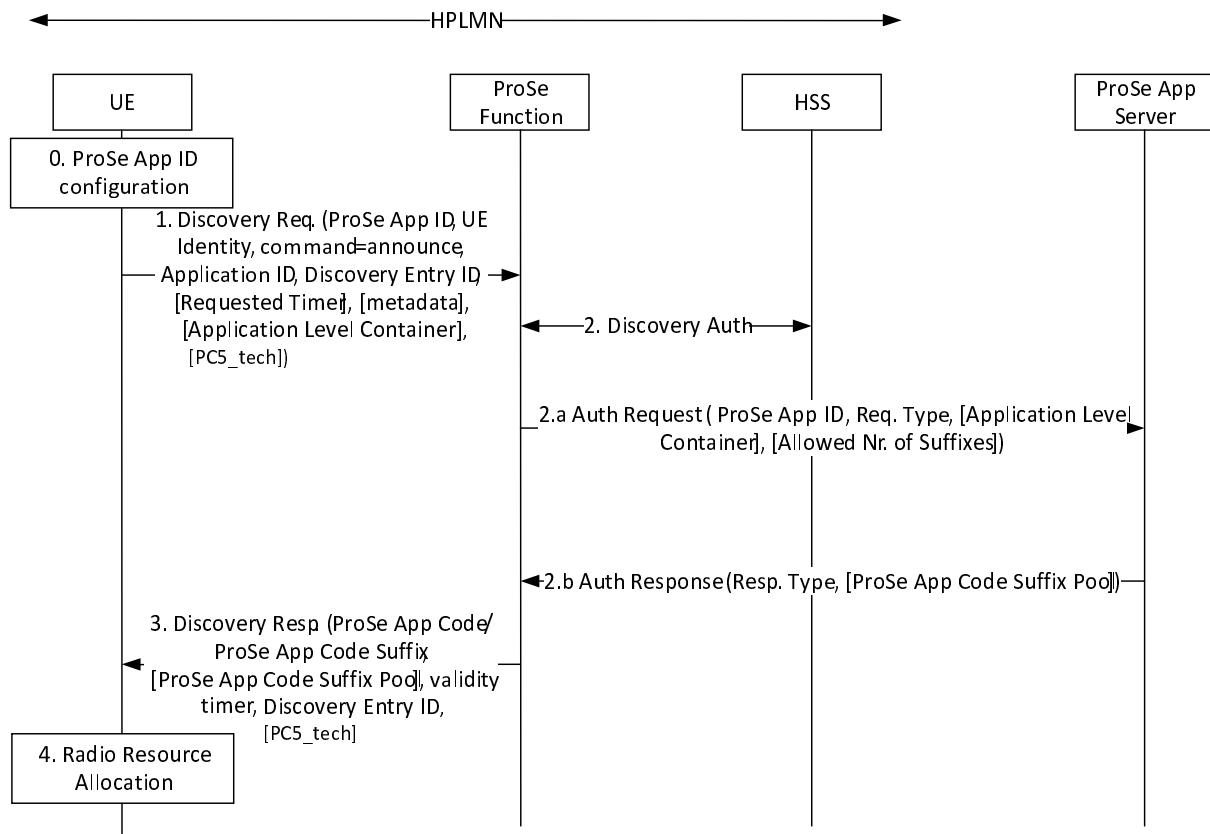 HPLMN
UE
ProSe
Function
HSS
ProSe App
Server
0. ProSe App ID
configuration
1. Discovery Req. (ProSe App ID, UE
Identity, command=announce,
Application ID, Discovery Entry ID,
[Requested Timer], [metadata],
[Application Level Container],
[PC5_tech])
2. Discovery Auth
2.a Auth Request ( ProSe App ID, Req. Type, [Application Level
Container], [Allowed Nr. of Suffixes])
2.b Auth Response (Resp. Type, [ProSe App Code Suffix Pool])
3. Discovery Resp. (ProSe App Code/
ProSe App Code Suffix,
[ProSe App Code Suffix Pool], validity
timer, Discovery Entry ID,
[PC5_tech]
4. Radio Resource
Allocation